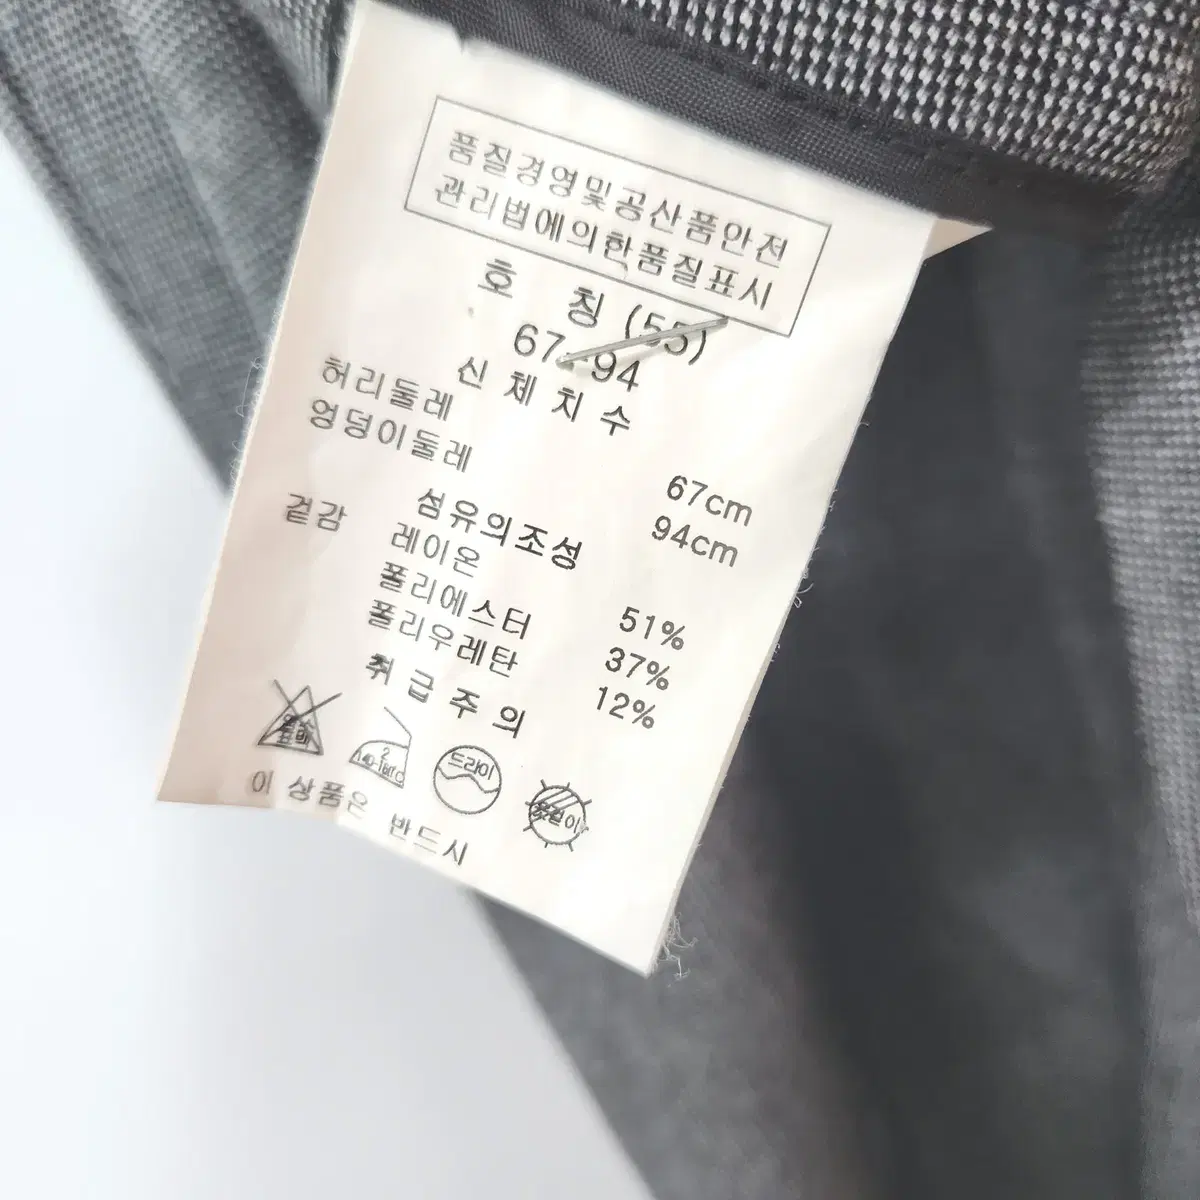 품질경영및공산품안전
관리법에의한품질표시
호 칭 (55)
67-94
신 체 치 수
허리둘레 67cm
엉덩이둘레 94cm
섬유의조성
겉감 레이온 51%
폴리에스터 37%
폴리우레탄 12%
취 급 주 의
2
드라이
이 상품은 반드시